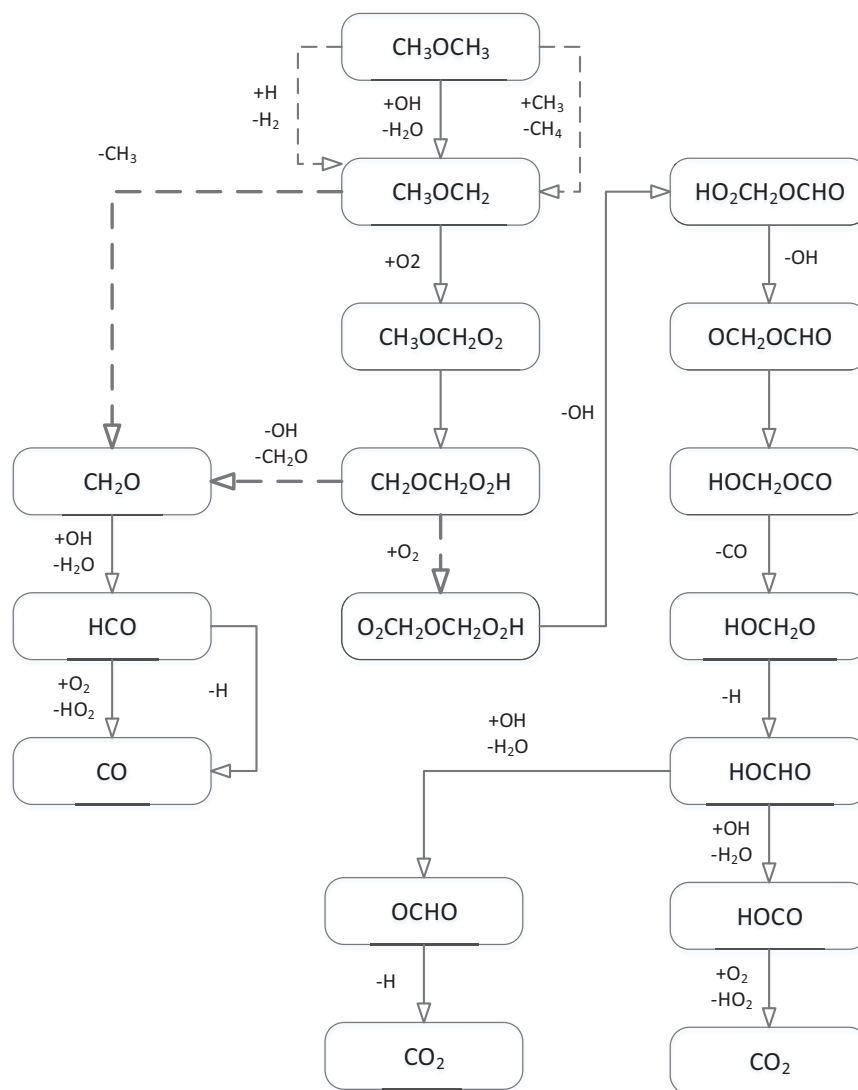 CH₃OCH₃
+H
-H₂
+OH
-H₂O
+CH₃
-CH₄
-CH₃
CH₃OCH₂
HO₂CH₂OCHO
+O2
-OH
CH₃OCH₂O₂
OCH₂OCHO
-OH
-OH
-CH₂O
CH₂O
CH₂OCH₂O₂H
HOCH₂OCO
+OH
-H₂O
+O₂
-CO
HCO
O₂CH₂OCH₂O₂H
HOCH₂O
+O₂
-HO₂
-H
-H
+OH
-H₂O
CO
HOCHO
+OH
-H₂O
OCHO
HOCO
-H
+O₂
-HO₂
CO₂
CO₂